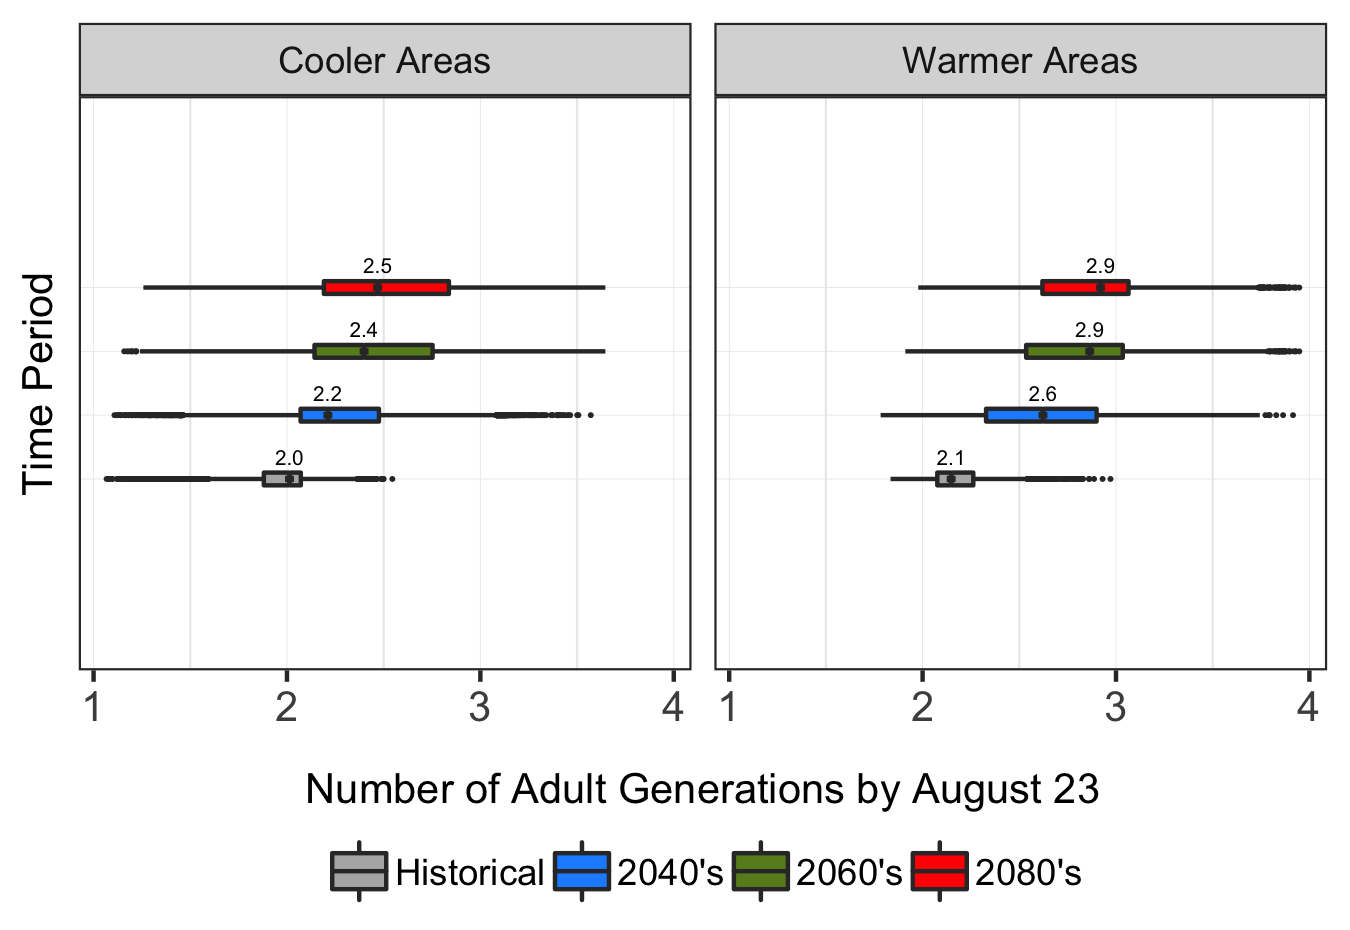 Cooler Areas
Warmer Areas
Time Period
2.5
2.4
2.2
2.0
2.9
2.9
2.6
2.1
1 2 3 4
1 2 3 4
Number of Adult Generations by August 23
Historical 2040's 2060's 2080's